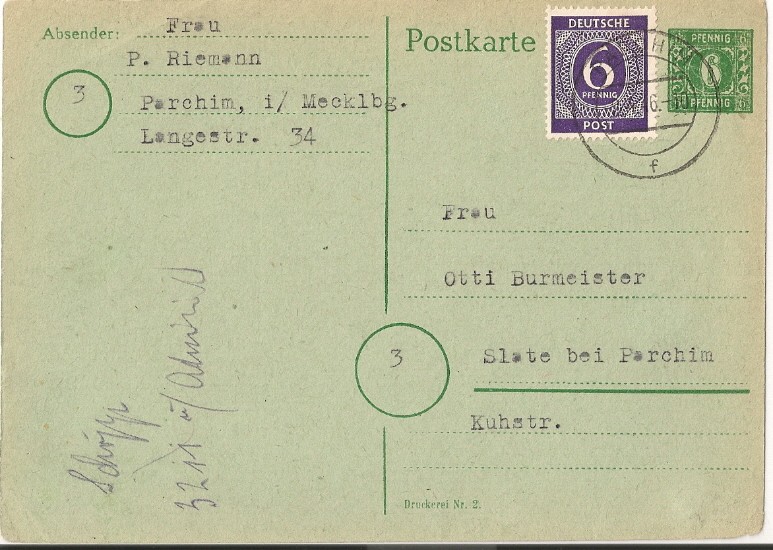 Absender: Frau
P. Riemann
3
Parchim, i/ Mecklbg.
Langestr. 34
Postkarte
DEUTSCHE
6
PFENNIG
POST
PFENNIG
6
PFENNIG
f
Frau
Otti Burmeister
3
Slate bei Parchim
Kuhstr.
Druckerei Nr. 2.